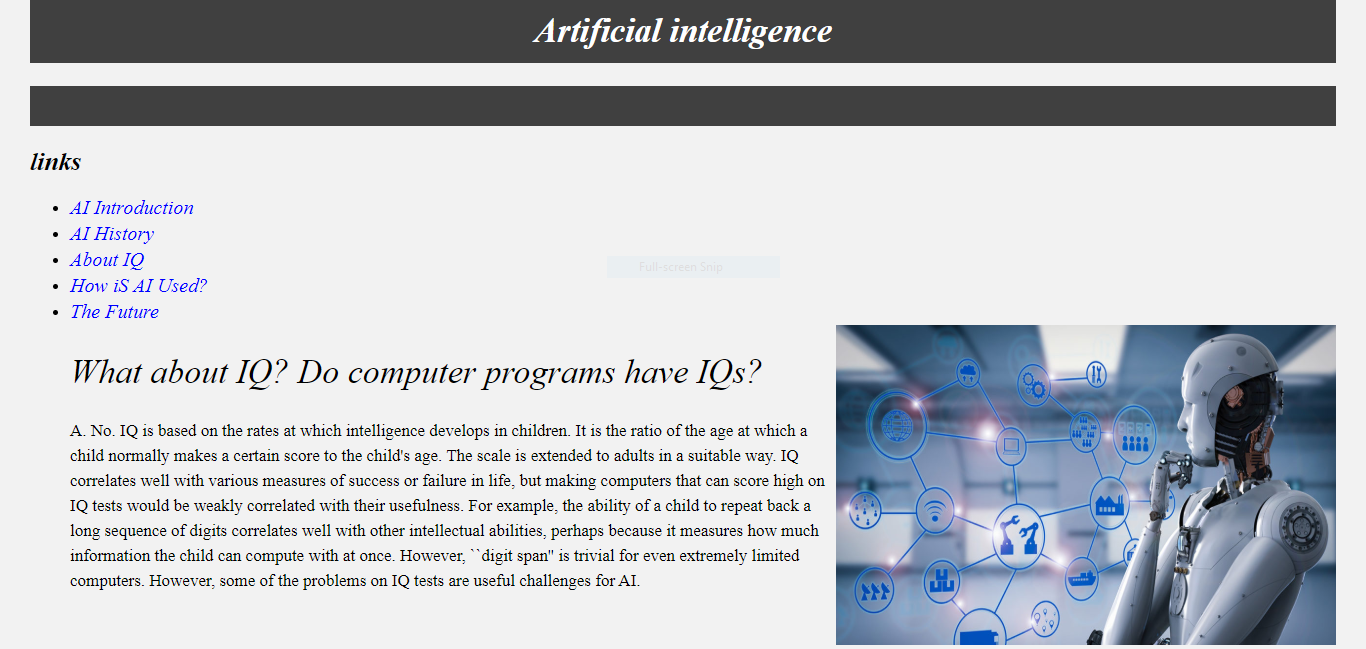 Artificial intelligence
links
AI Introduction
AI History
About IQ
How iS AI Used?
The Future
What about IQ? Do computer programs have IQs?
A. No. IQ is based on the rates at which intelligence develops in children. It is the ratio of the age at which a
child normally makes a certain score to the child's age. The scale is extended to adults in a suitable way. IQ
correlates well with various measures of success or failure in life, but making computers that can score high on
IQ tests would be weakly correlated with their usefulness. For example, the ability of a child to repeat back a
long sequence of digits correlates well with other intellectual abilities, perhaps because it measures how much
information the child can compute with at once. However, ``digit span'' is trivial for even extremely limited
computers. However, some of the problems on IQ tests are useful challenges for AI.
Full-screen Snip